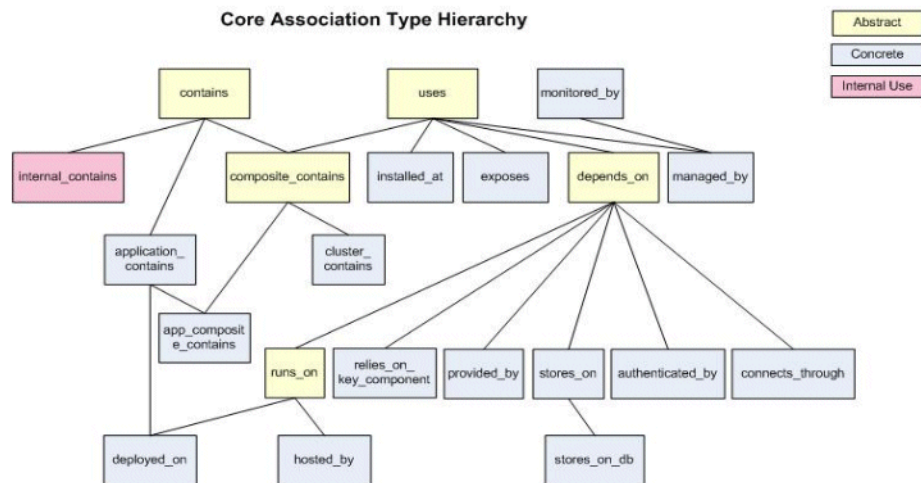 Core Association Type Hierarchy
Abstract
Concrete
Internal Use
contains
uses
monitored_by
internal_contains
composite_contains
installed_at
exposes
depends_on
managed_by
application_
contains
cluster_
contains
app_composit
e_contains
runs_on
relies_on_
key_component
provided_by
stores_on
authenticated_by
connects_through
deployed_on
hosted_by
stores_on_db